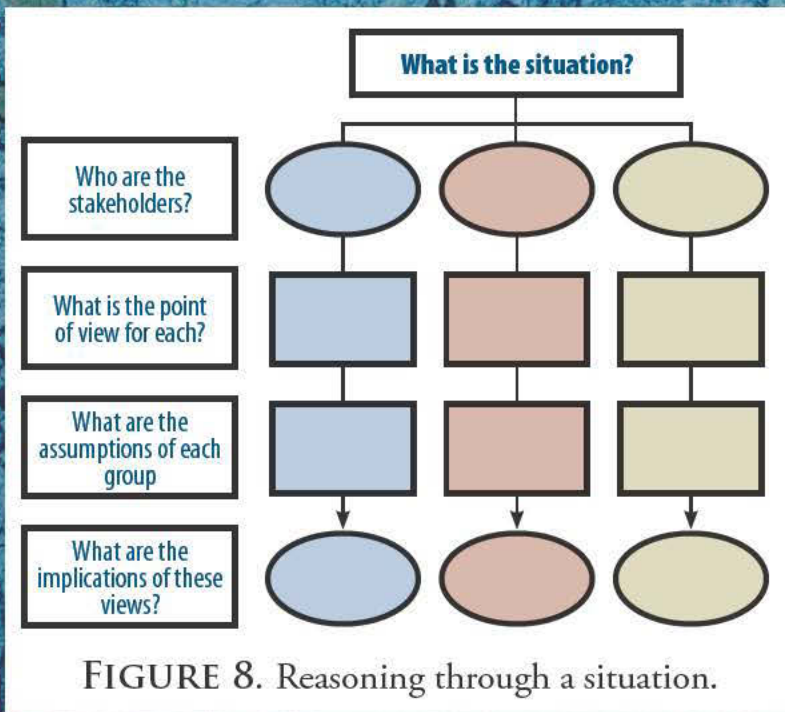 What is the situation?
Who are the
stakeholders?
What is the point
of view for each?
What are the
assumptions of each
group
What are the
implications of these
views?
FIGURE 8. Reasoning through a situation.